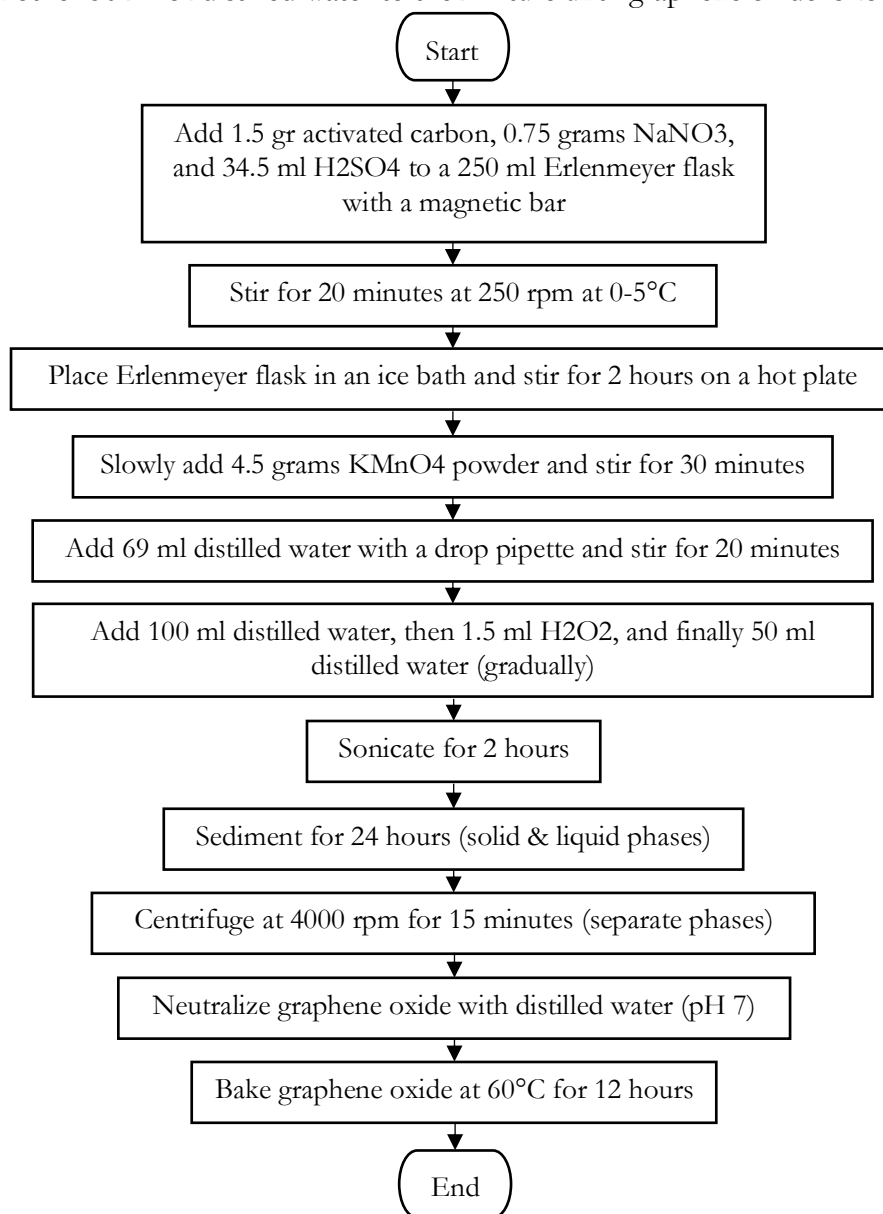 Start
Add 1.5 gr activated carbon, 0.75 grams NaNO3,
and 34.5 ml H2SO4 to a 250 ml Erlenmeyer flask
with a magnetic bar
Stir for 20 minutes at 250 rpm at 0-5°C
Place Erlenmeyer flask in an ice bath and stir for 2 hours on a hot plate
Slowly add 4.5 grams KMnO4 powder and stir for 30 minutes
Add 69 ml distilled water with a drop pipette and stir for 20 minutes
Add 100 ml distilled water, then 1.5 ml H2O2, and finally 50 ml
distilled water (gradually)
Sonicate for 2 hours
Sediment for 24 hours (solid & liquid phases)
Centrifuge at 4000 rpm for 15 minutes (separate phases)
Neutralize graphene oxide with distilled water (pH 7)
Bake graphene oxide at 60°C for 12 hours
End